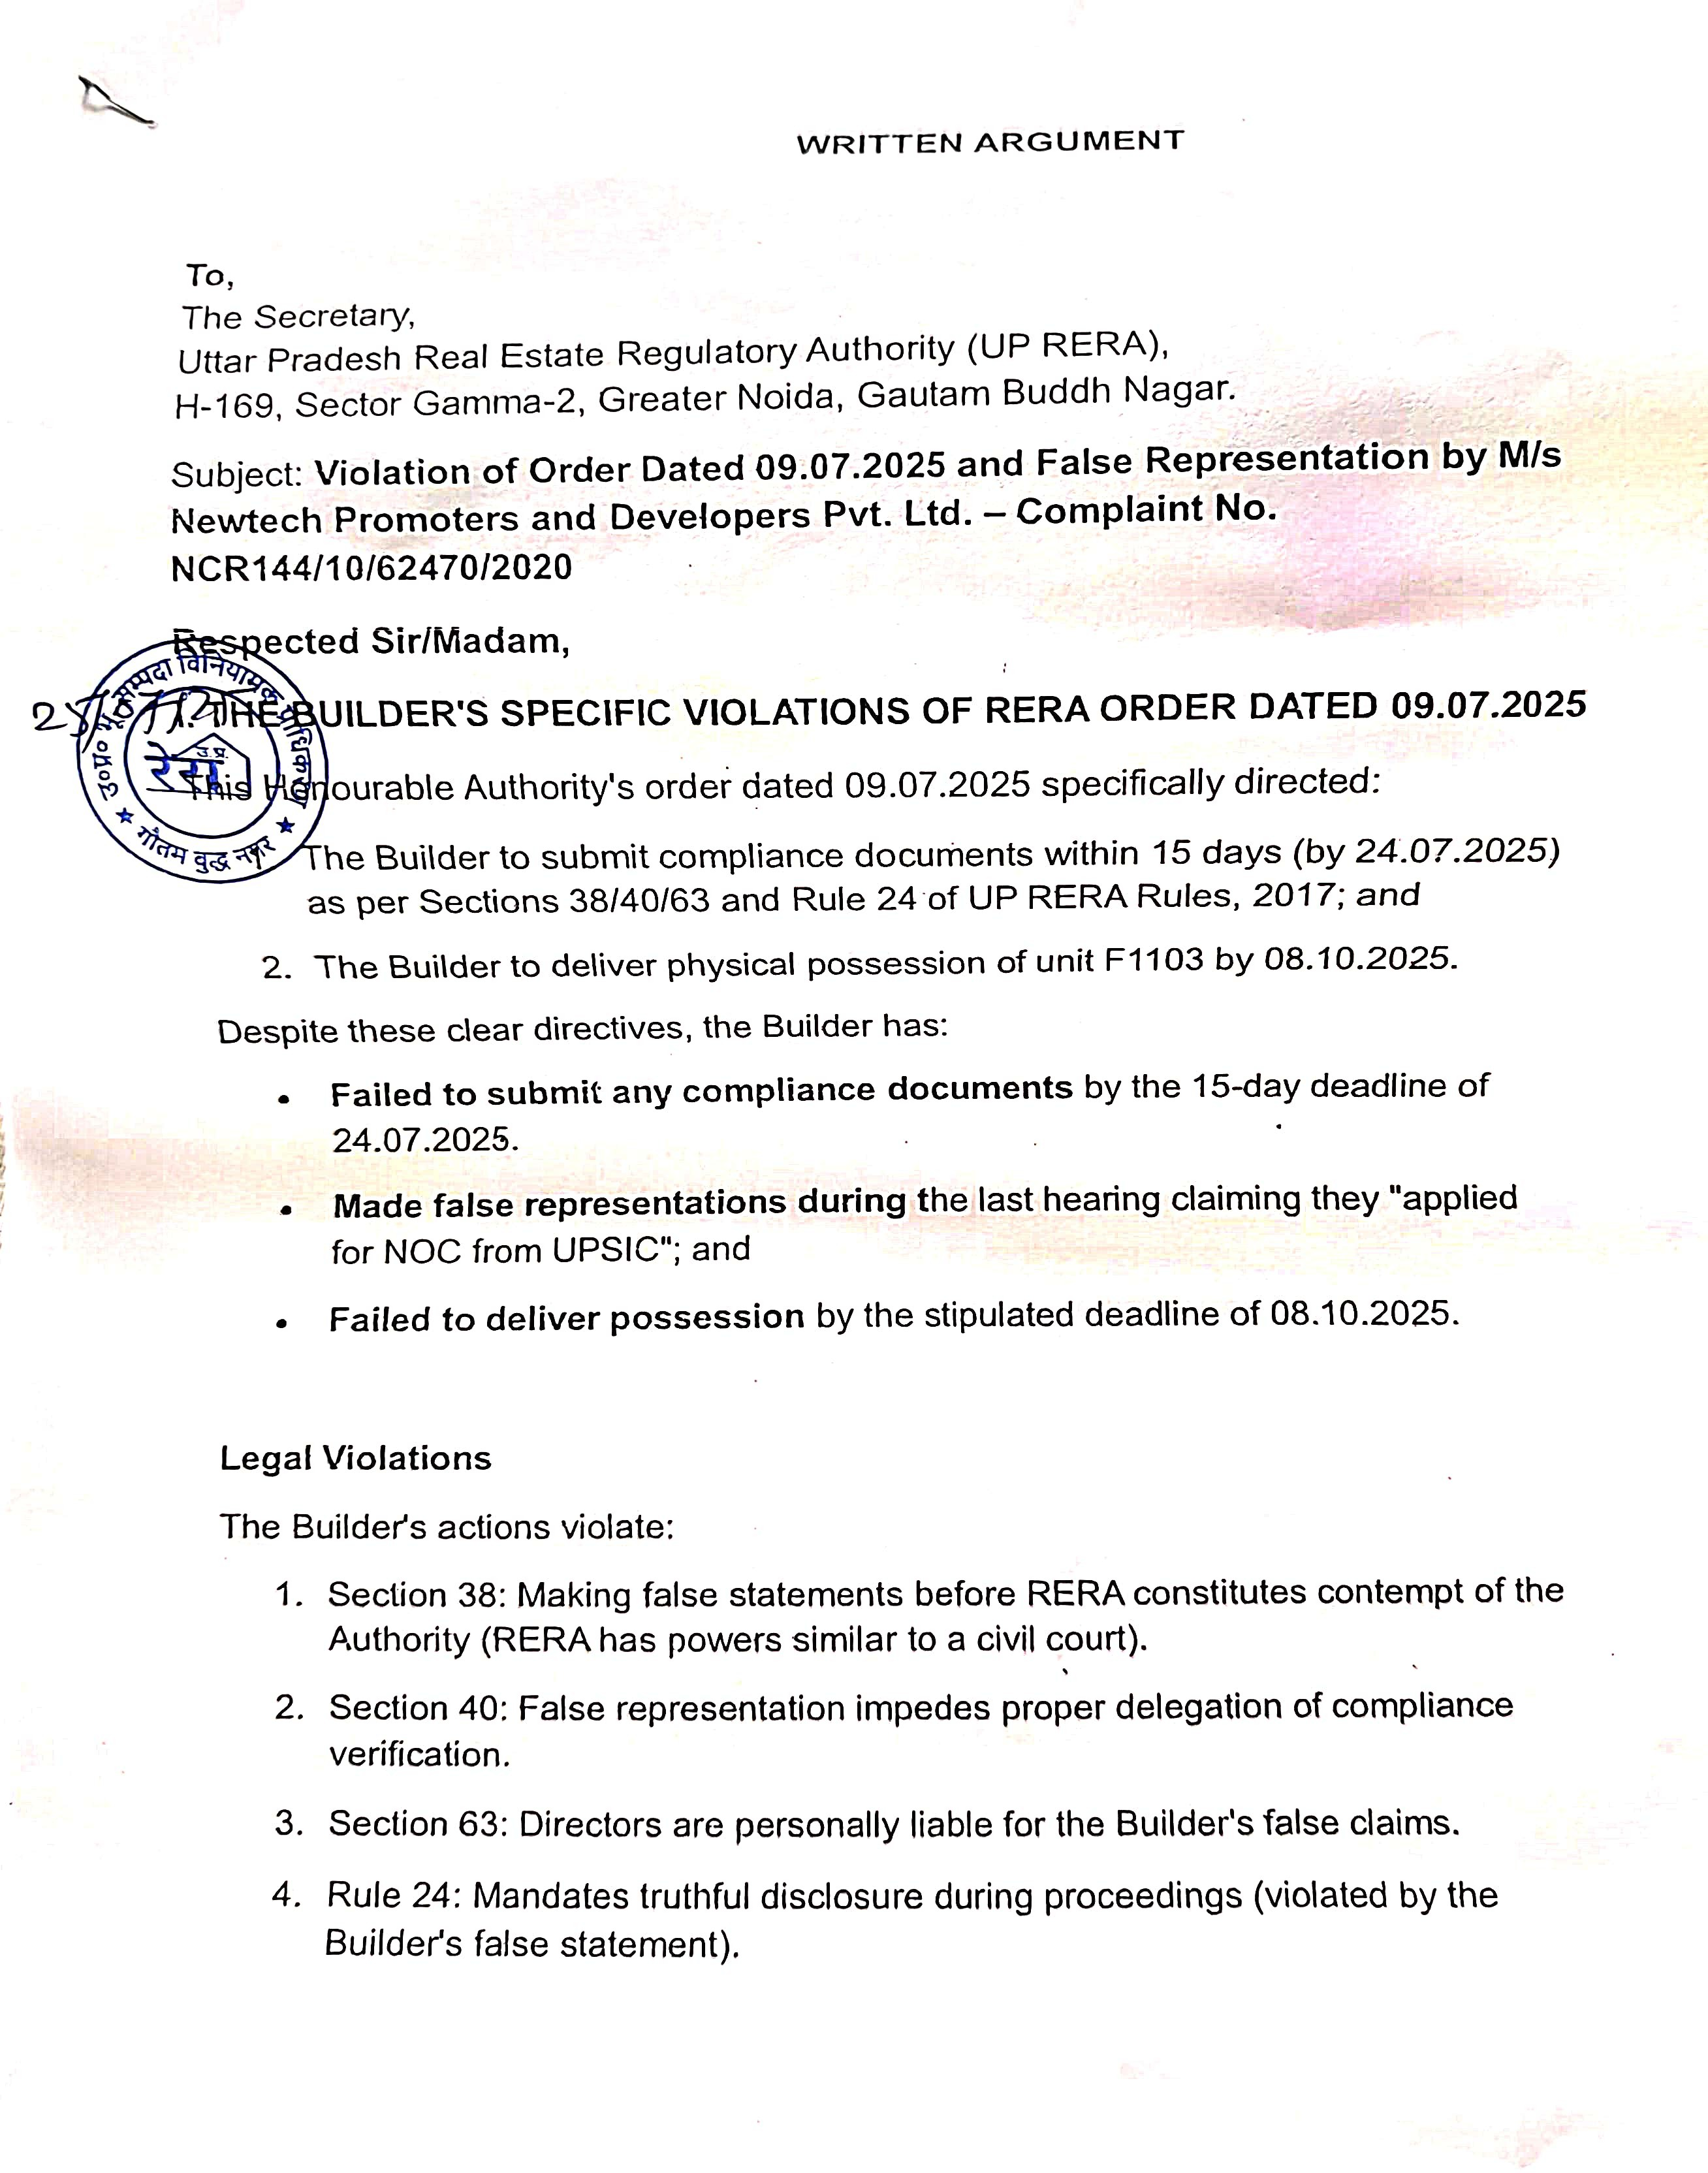 WRITTEN ARGUMENT
To,
The Secretary,
Uttar Pradesh Real Estate Regulatory Authority (UP RERA),
H-169, Sector Gamma-2, Greater Noida, Gautam Buddh Nagar.
Subject: Violation of Order Dated 09.07.2025 and False Representation by M/s
Newtech Promoters and Developers Pvt. Ltd. – Complaint No.
NCR144/10/62470/2020
Respected Sir/Madam,
THE BUILDER'S SPECIFIC VIOLATIONS OF RERA ORDER DATED 09.07.2025
उ०प्र० भू सम्पदा विनियामक प्राधिकरण
उ.प्र.
रेरा
★ गौतम बुद्ध नगर ★
This Honourable Authority's order dated 09.07.2025 specifically directed:
The Builder to submit compliance documents within 15 days (by 24.07.2025)
as per Sections 38/40/63 and Rule 24 of UP RERA Rules, 2017; and
2. The Builder to deliver physical possession of unit F1103 by 08.10.2025.
Despite these clear directives, the Builder has:
• Failed to submit any compliance documents by the 15-day deadline of
24.07.2025.
• Made false representations during the last hearing claiming they "applied
for NOC from UPSIC"; and
• Failed to deliver possession by the stipulated deadline of 08.10.2025.
Legal Violations
The Builder's actions violate:
1. Section 38: Making false statements before RERA constitutes contempt of the
Authority (RERA has powers similar to a civil court).
2. Section 40: False representation impedes proper delegation of compliance
verification.
3. Section 63: Directors are personally liable for the Builder's false claims.
4. Rule 24: Mandates truthful disclosure during proceedings (violated by the
Builder's false statement).